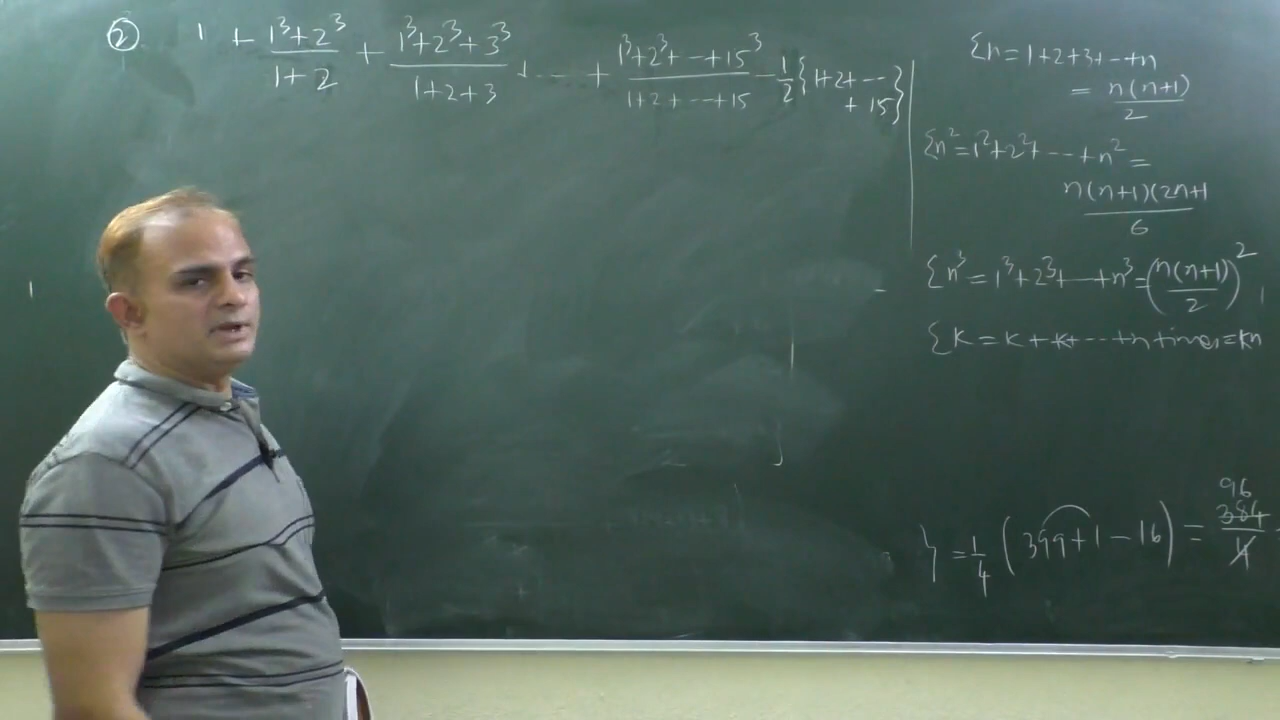 ② 1 + (1³+2³)/(1+2) + (1³+2³+3³)/(1+2+3) + ---- + (1³+2³+--+15³)/(1+2+--+15) - 1/2 {1+2+--- + 15}
Σn = 1+2+3+--+n
= n(n+1)/2
Σn² = 1²+2²+---+n² =
n(n+1)(2n+1/6
Σn³ = 1³+2³+—+n³ = (n(n+1)/2)²
Σk = k+k+---+n times = kn
} = 1/4 (399+1-16) = 384/4
96